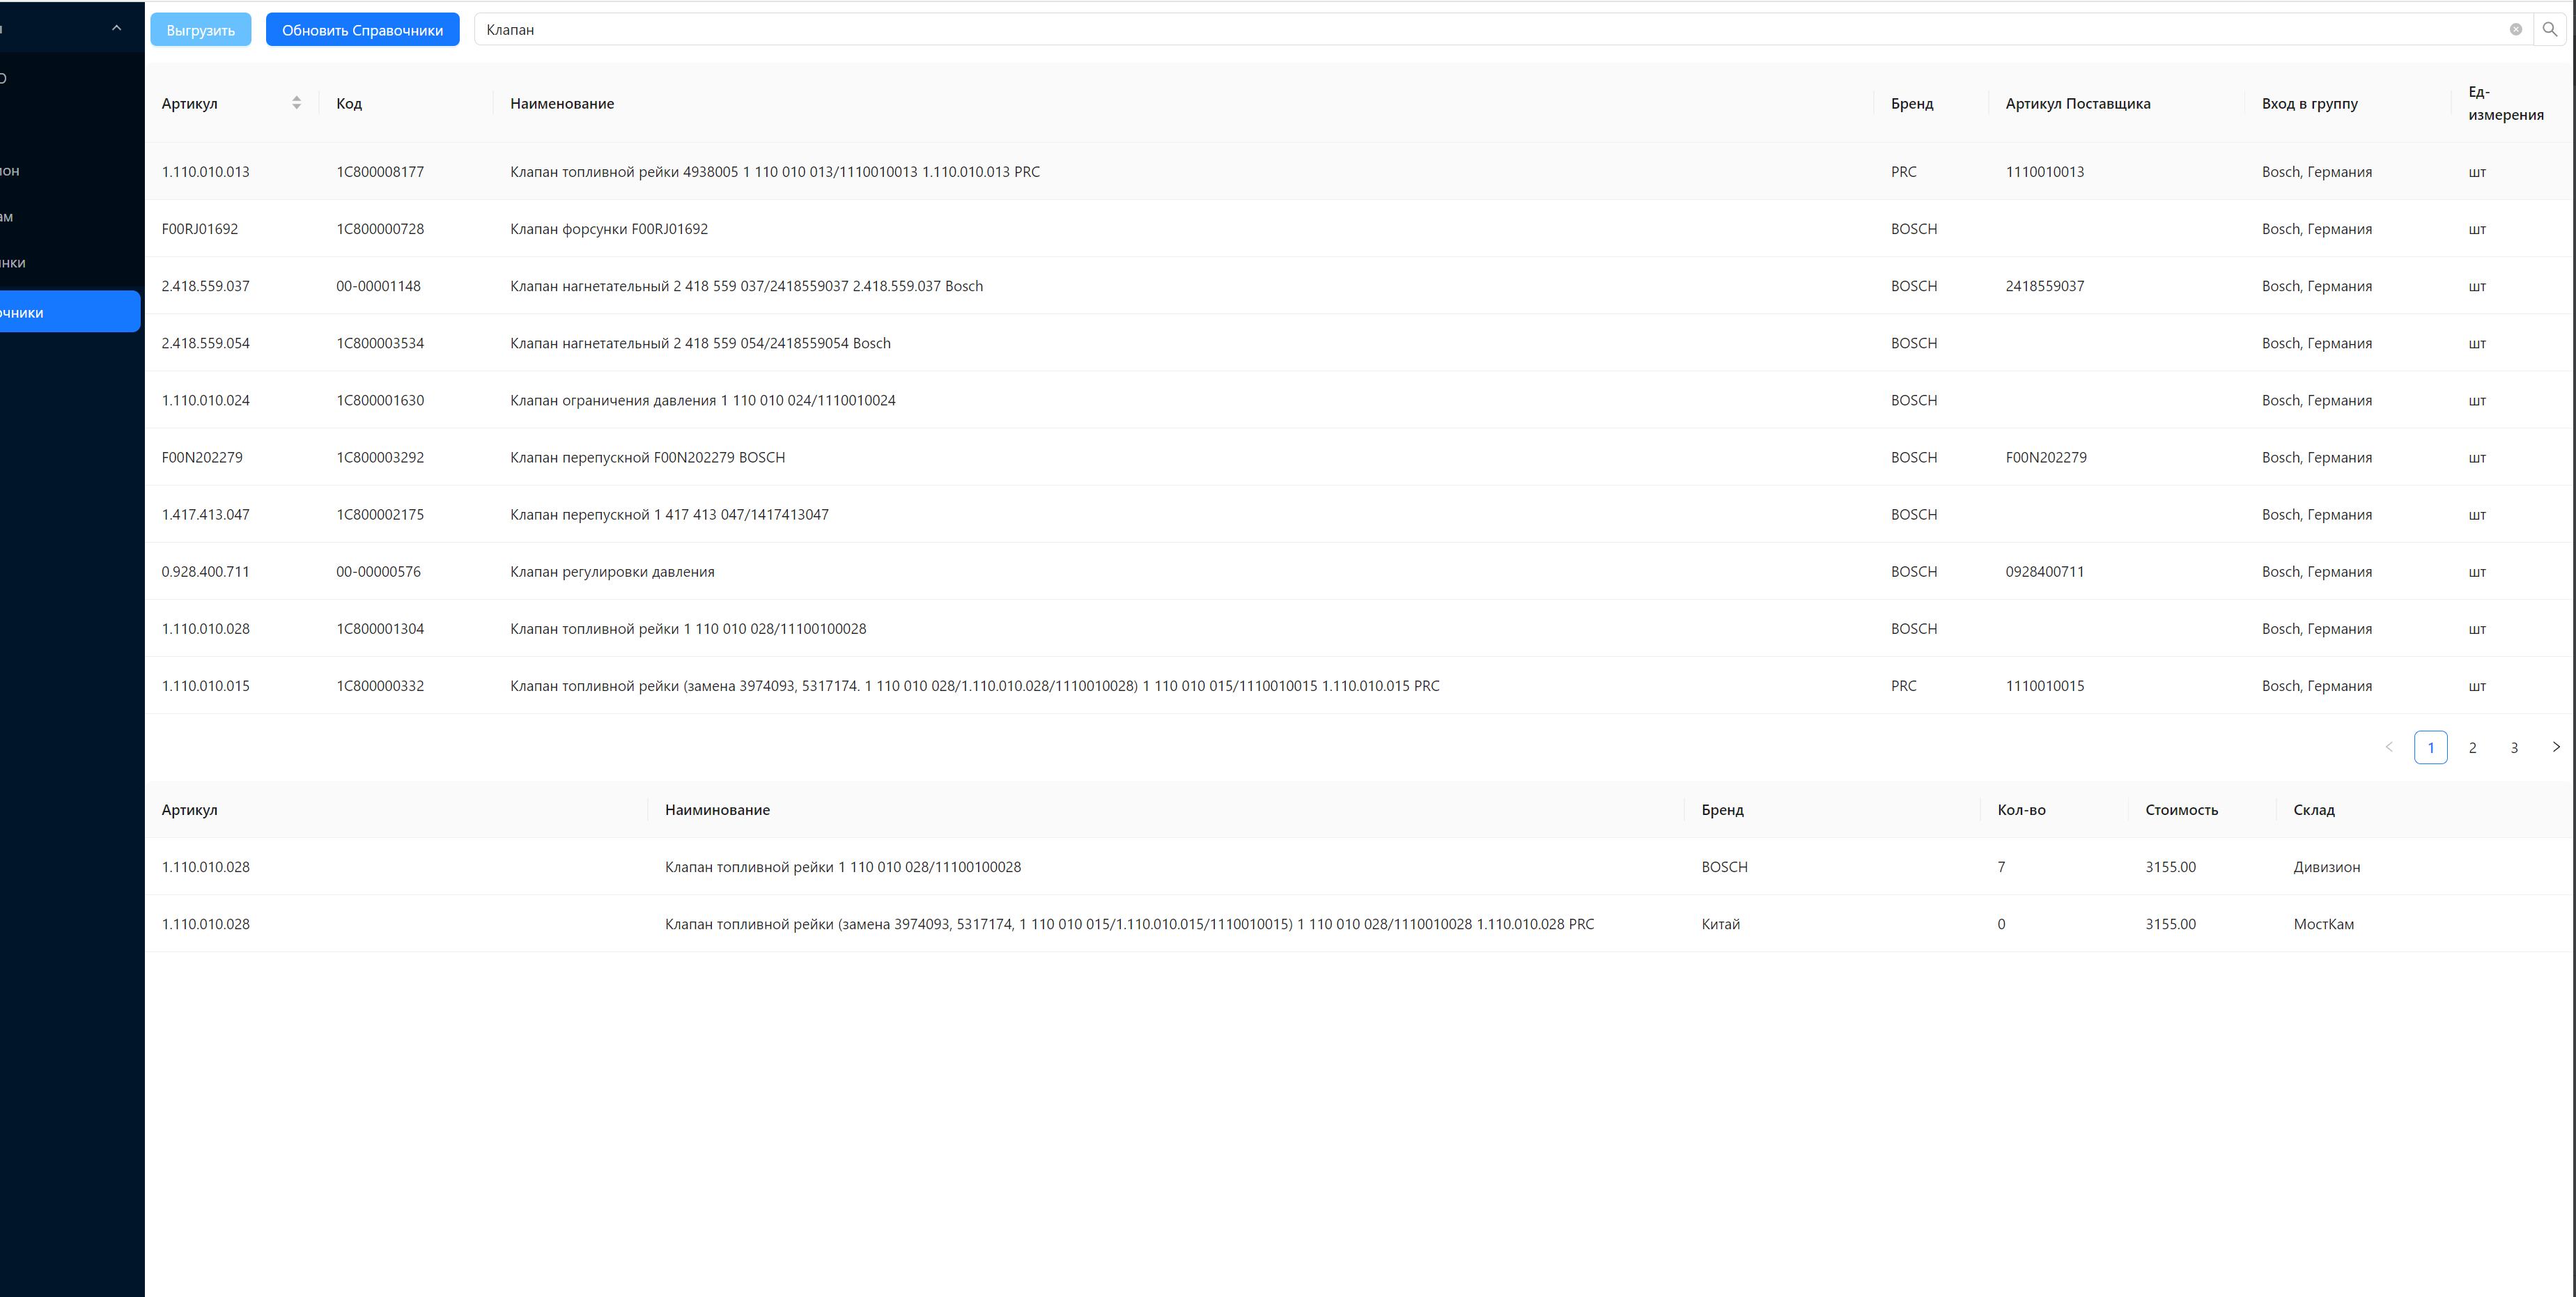 Выгрузить Обновить Справочники Клапан
Артикул Код Наименование Бренд Артикул Поставщика Вход в группу Ед-измерения
1.110.010.013 1C800008177 Клапан топливной рейки 4938005 1 110 010 013/1110010013 1.110.010.013 PRC PRC 1110010013 Bosch, Германия шт
F00RJ01692 1C800000728 Клапан форсунки F00RJ01692 BOSCH Bosch, Германия шт
2.418.559.037 00-00001148 Клапан нагнетательный 2 418 559 037/2418559037 2.418.559.037 Bosch BOSCH 2418559037 Bosch, Германия шт
2.418.559.054 1C800003534 Клапан нагнетательный 2 418 559 054/2418559054 Bosch BOSCH Bosch, Германия шт
1.110.010.024 1C800001630 Клапан ограничения давления 1 110 010 024/1110010024 BOSCH Bosch, Германия шт
F00N202279 1C800003292 Клапан перепускной F00N202279 BOSCH BOSCH F00N202279 Bosch, Германия шт
1.417.413.047 1C800002175 Клапан перепускной 1 417 413 047/1417413047 BOSCH Bosch, Германия шт
0.928.400.711 00-00000576 Клапан регулировки давления BOSCH 0928400711 Bosch, Германия шт
1.110.010.028 1C800001304 Клапан топливной рейки 1 110 010 028/11100100028 BOSCH Bosch, Германия шт
1.110.010.015 1C800000332 Клапан топливной рейки (замена 3974093, 5317174. 1 110 010 028/1.110.010.028/1110010028) 1 110 010 015/1110010015 1.110.010.015 PRC PRC 1110010015 Bosch, Германия шт
1 2 3
Артикул Наиминование Бренд Кол-во Стоимость Склад
1.110.010.028 Клапан топливной рейки 1 110 010 028/11100100028 BOSCH 7 3155.00 Дивизион
1.110.010.028 Клапан топливной рейки (замена 3974093, 5317174, 1 110 010 015/1.110.010.015/1110010015) 1 110 010 028/1110010028 1.110.010.028 PRC Китай 0 3155.00 МостКам